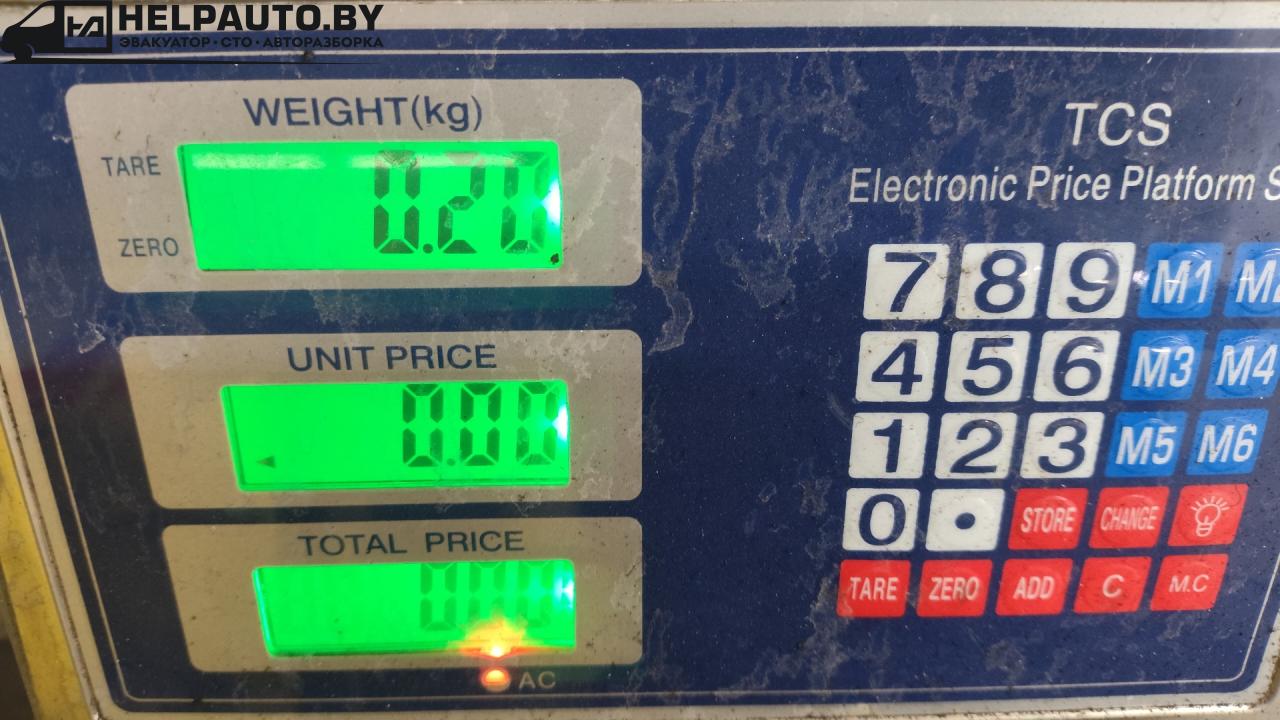 HELPAUTO.BY
ЭВАКУАТОР·СТО·АВТОРАЗБОРКА
WEIGHT(kg)
TARE
0.20
ZERO
UNIT PRICE
0.00
TOTAL PRICE
0.00
AC
TCS
Electronic Price Platform
7 8 9 M1
4 5 6 M3 M4
1 2 3 M5 M6
0 • STORE CHANGE
TARE ZERO ADD C M.C